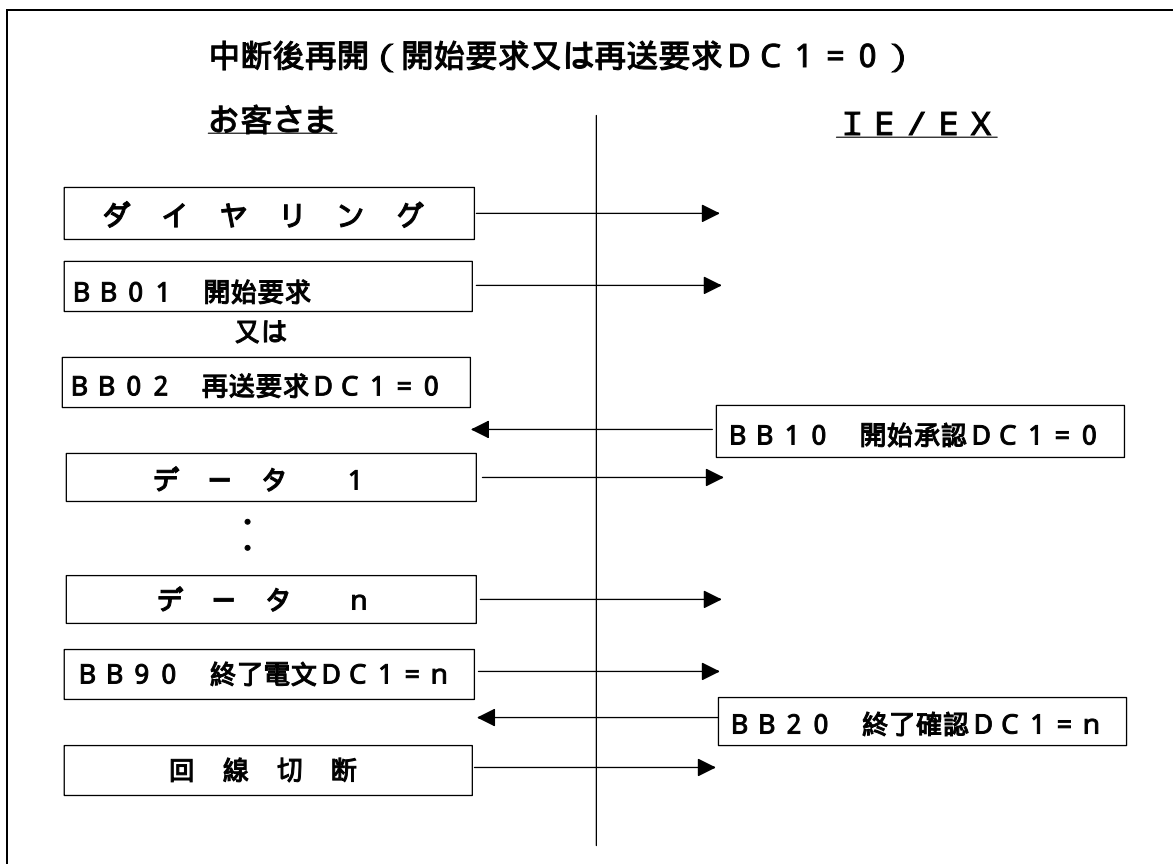 中断後再開（開始要求又は再送要求ＤＣ１＝０）
お客さま
ＩＥ/ＥＸ
ダイヤリング
ＢＢ０１　開始要求
又は
ＢＢ０２　再送要求ＤＣ１＝０
ＢＢ１０　開始承認ＤＣ１＝０
データ　１
：
データ　ｎ
ＢＢ９０　終了電文ＤＣ１＝ｎ
ＢＢ２０　終了確認ＤＣ１＝ｎ
回線切断